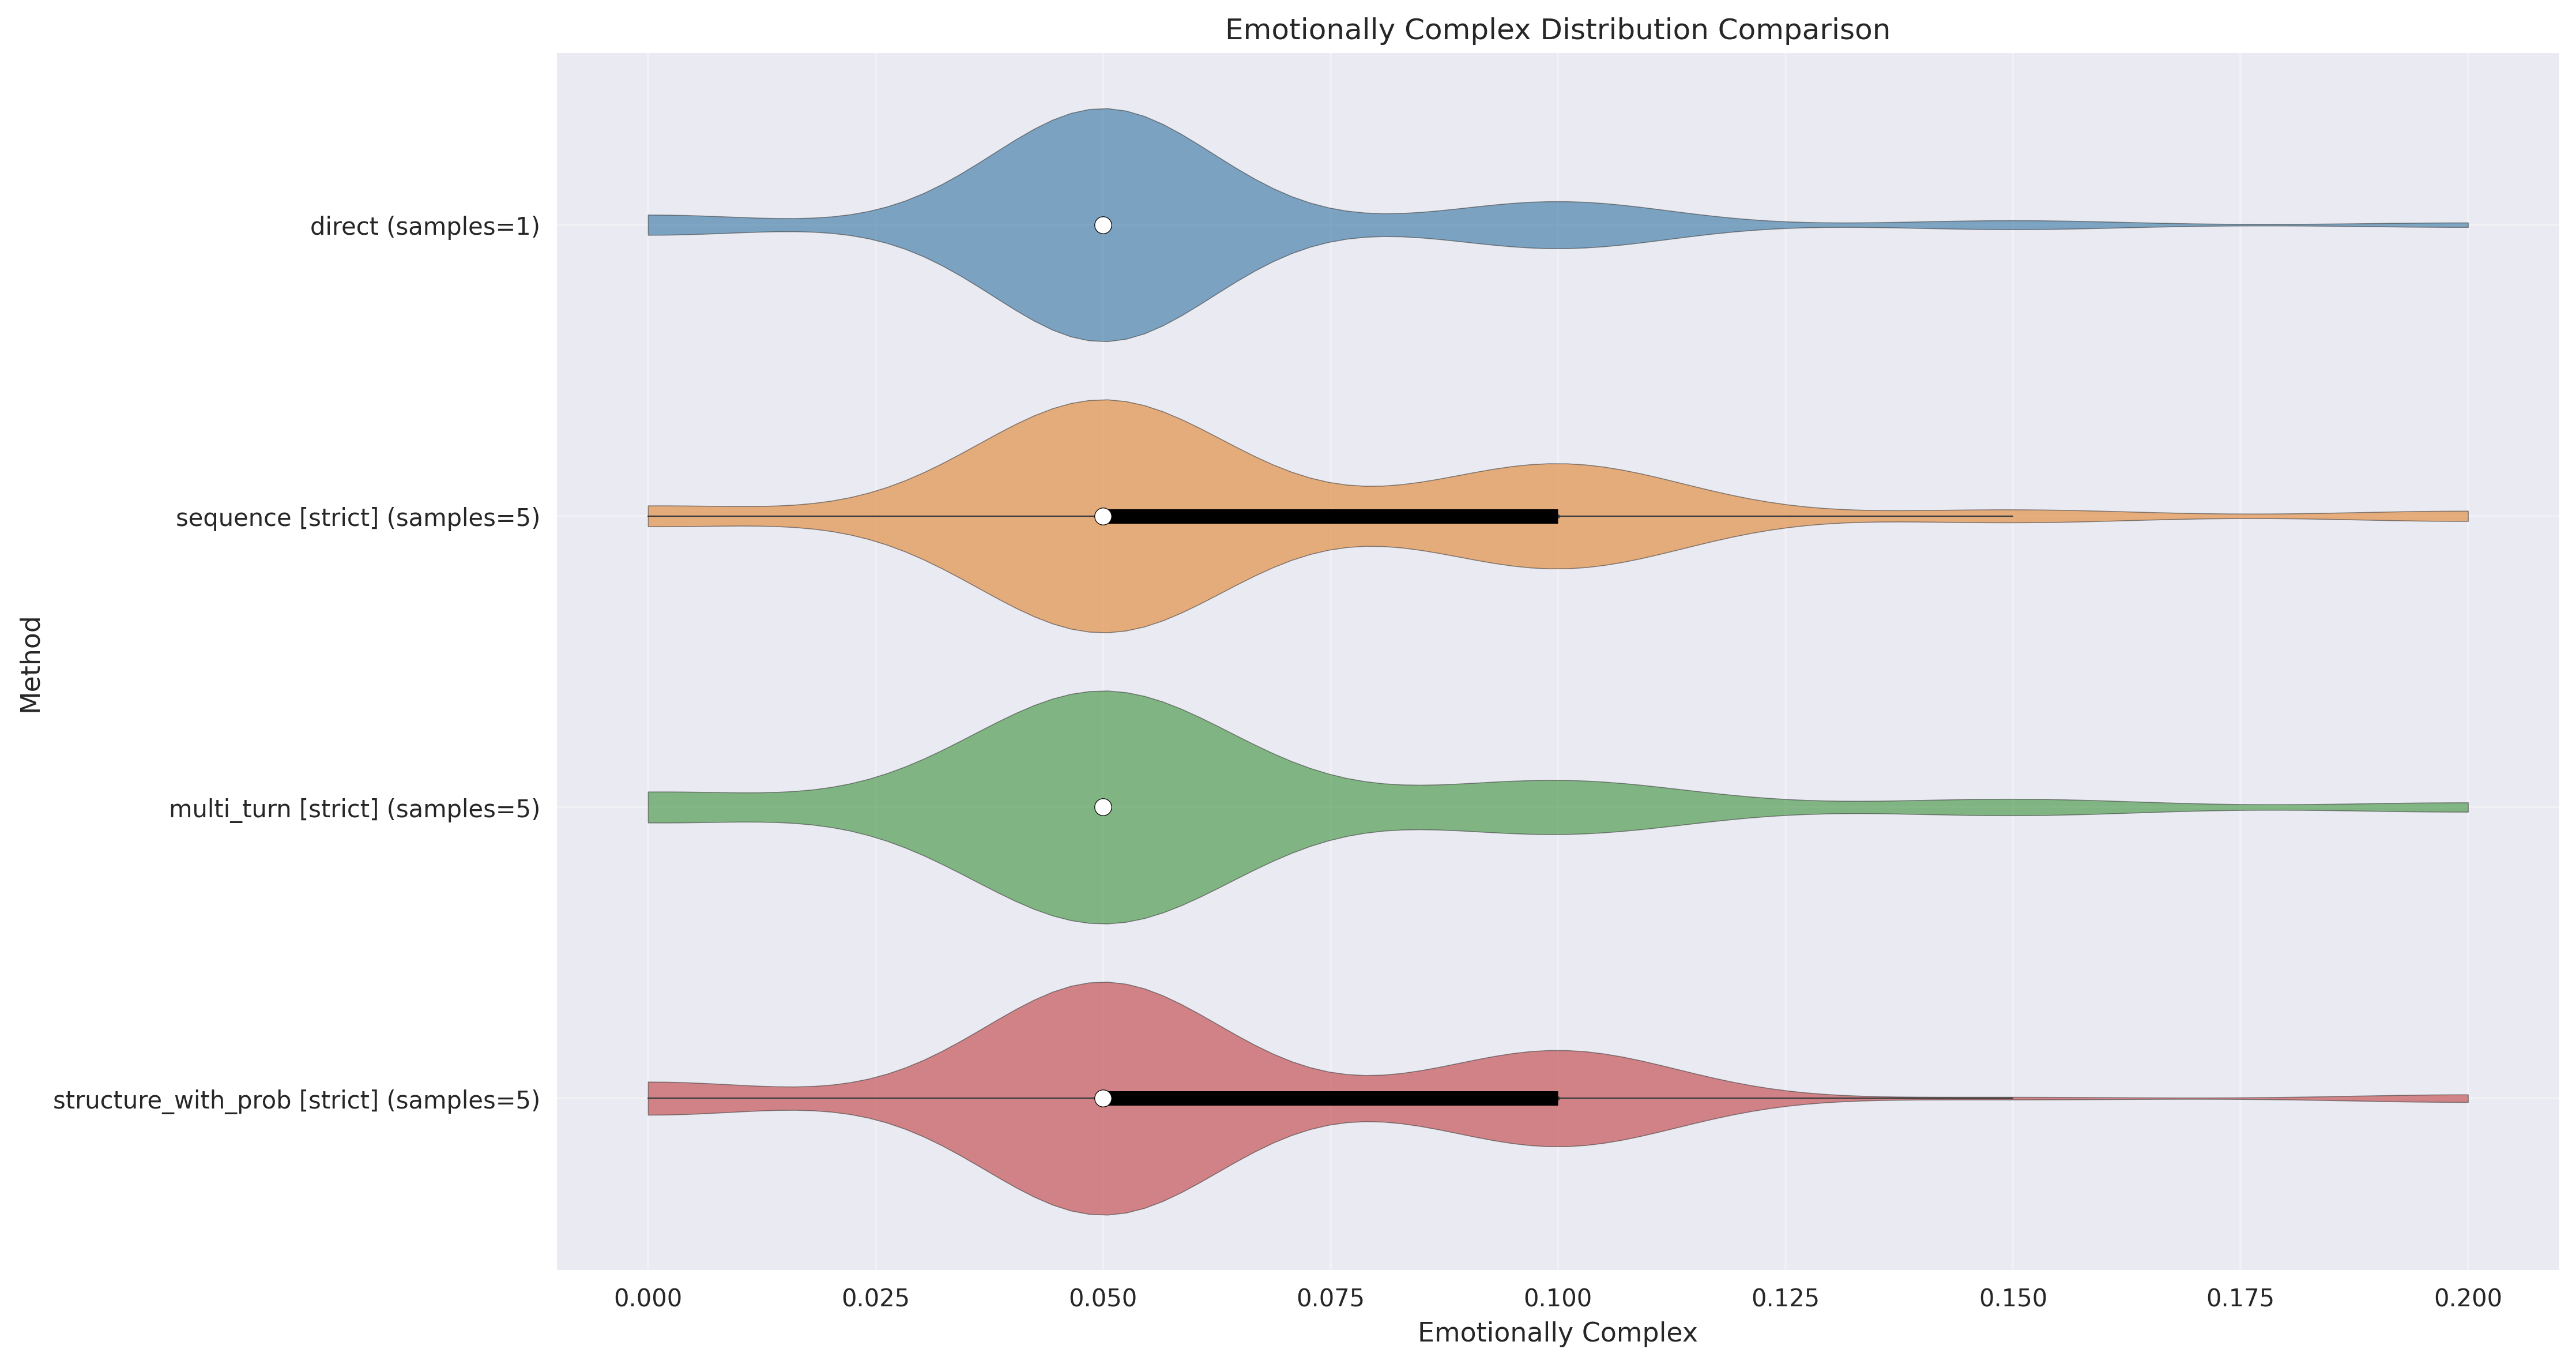 Emotionally Complex Distribution Comparison
Method
direct (samples=1)
sequence [strict] (samples=5)
multi_turn [strict] (samples=5)
structure_with_prob [strict] (samples=5)
0.000 0.025 0.050 0.075 0.100 0.125 0.150 0.175 0.200
Emotionally Complex